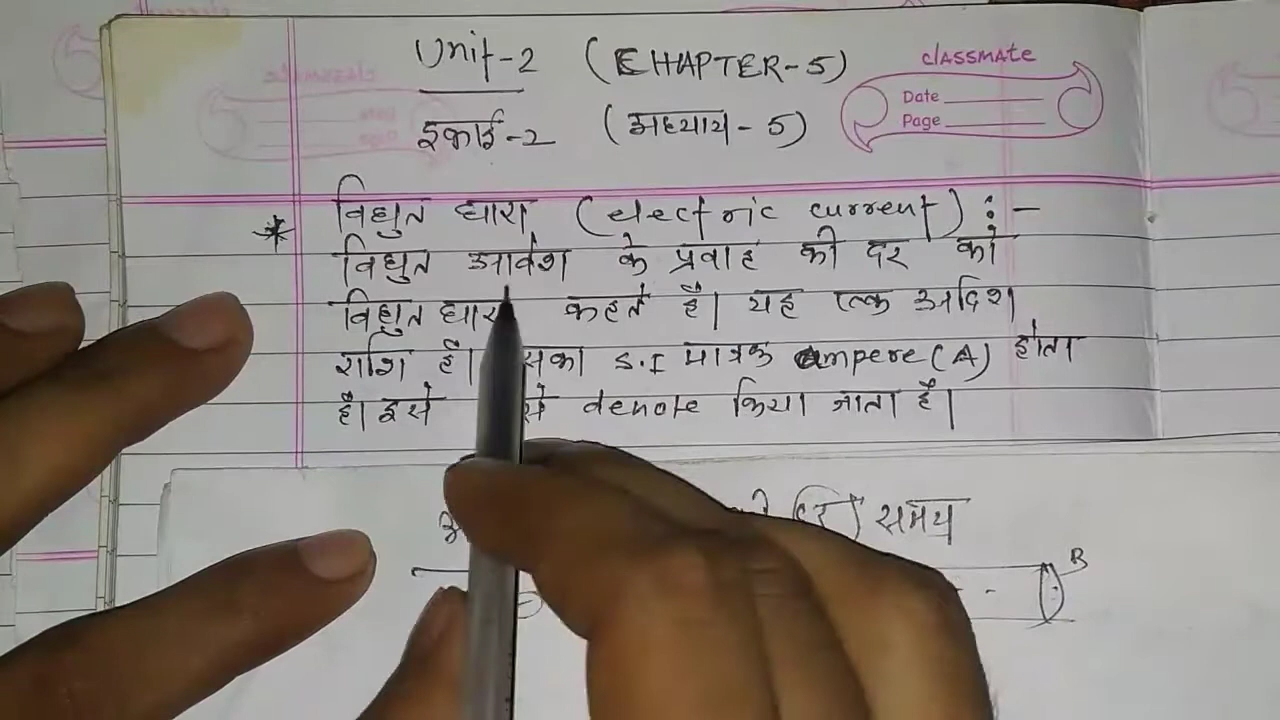 Unit-2 (CHAPTER-5)
classmate
Date
Page
इकाई-2 (अध्याय-5)
* विधुत धारा (electric current) :-
विधुत आवेश के प्रवाह की दर को
विधुत धारा कहते है। यह एक अदिश
राशि है। सका S.I मात्रक Ampere (A) होता
है। इसे से denote किया जाता है।
समय
B